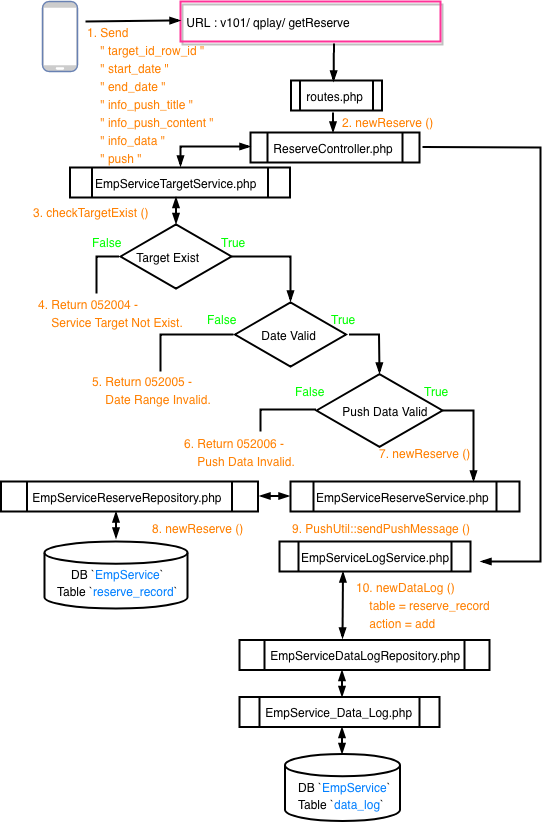 URL : v101/ qplay/ getReserve
1. Send
" target_id_row_id "
" start_date "
" end_date "
" info_push_title "
" info_push_content "
" info_data "
" push "
routes.php
2. newReserve ()
ReserveController.php
EmpServiceTargetService.php
3. checkTargetExist ()
False
True
Target Exist
4. Return 052004 -
Service Target Not Exist.
False
True
Date Valid
5. Return 052005 -
Date Range Invalid.
False
True
Push Data Valid
6. Return 052006 -
Push Data Invalid.
7. newReserve ()
EmpServiceReserveRepository.php
EmpServiceReserveService.php
8. newReserve ()
9. PushUtil::sendPushMessage ()
DB `EmpService`
Table `reserve_record`
EmpServiceLogService.php
10. newDataLog ()
table = reserve_record
action = add
EmpServiceDataLogRepository.php
EmpService_Data_Log.php
DB `EmpService`
Table `data_log`